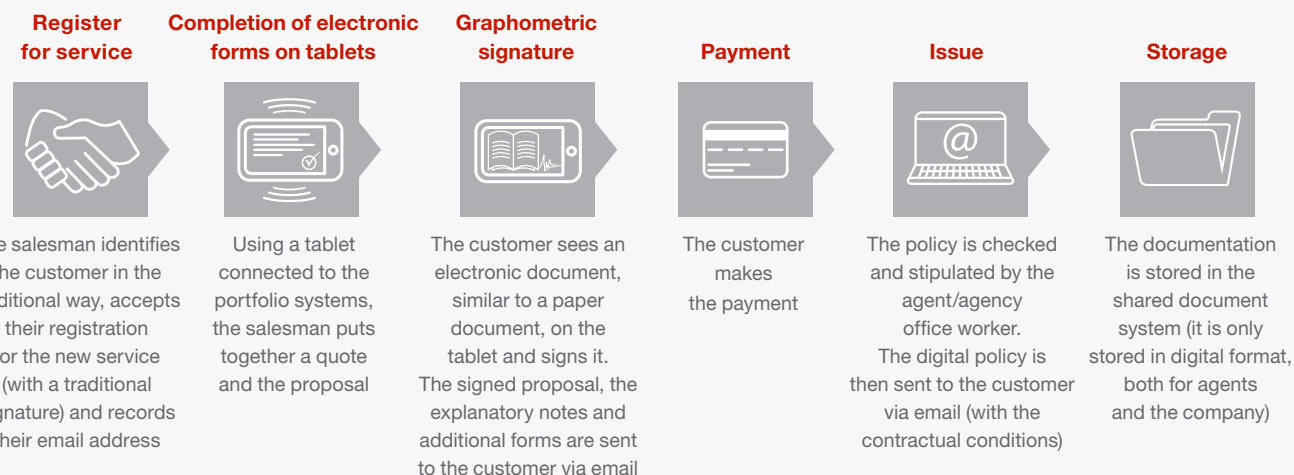 Register
for service
e salesman identifies
he customer in the
ditional way, accepts
their registration
or the new service
(with a traditional
gnature) and records
heir email address
Completion of electronic
forms on tablets
Using a tablet
connected to the
portfolio systems,
the salesman puts
together a quote
and the proposal
Graphometric
signature
The customer sees an
electronic document,
similar to a paper
document, on the
tablet and signs it.
The signed proposal, the
explanatory notes and
additional forms are sent
to the customer via email
Payment
The customer
makes
the payment
Issue
@
The policy is checked
and stipulated by the
agent/agency
office worker.
The digital policy is
then sent to the customer
via email (with the
contractual conditions)
Storage
The documentation
is stored in the
shared document
system (it is only
stored in digital format,
both for agents
and the company)